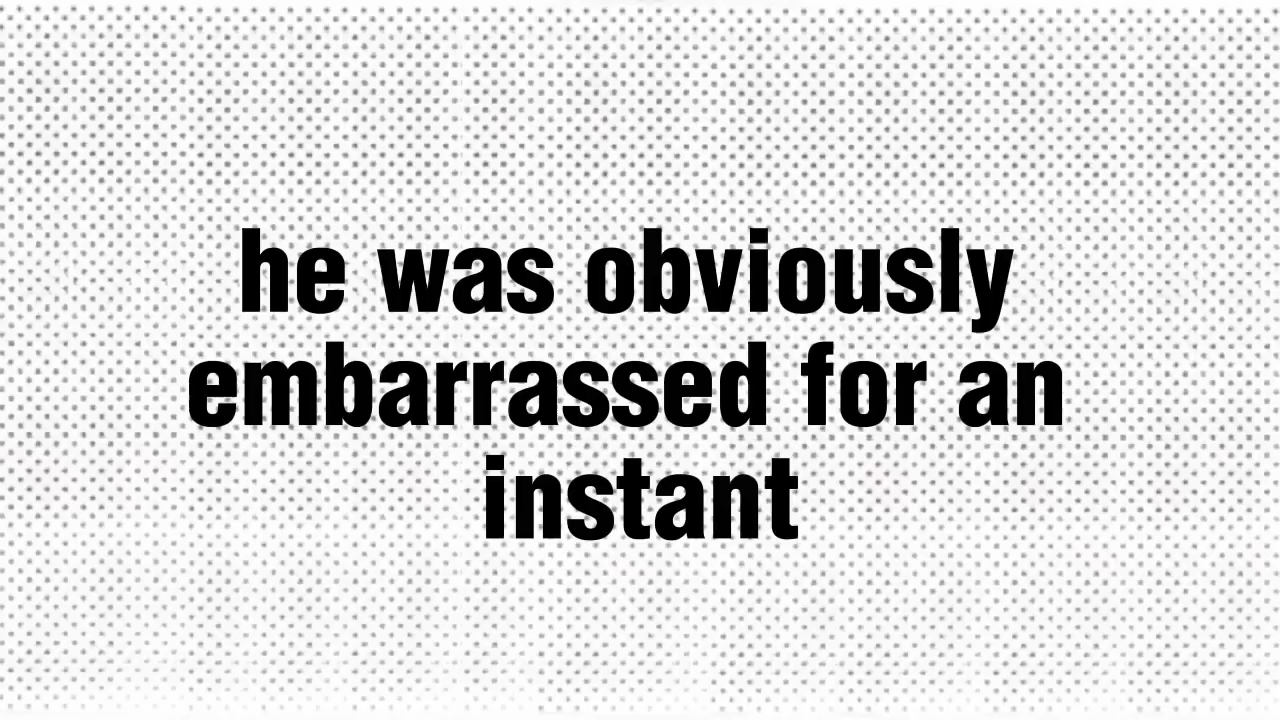 he was obviously
embarrassed for an
instant